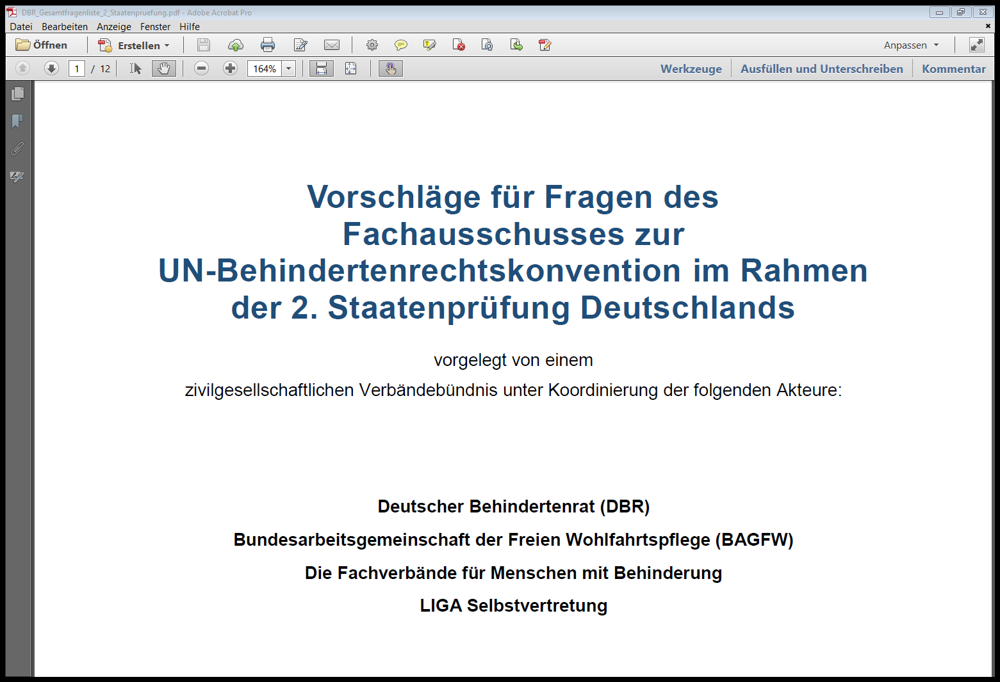 DBR_Gesamtfragenliste_2_Staatenpruefung.pdf - Adobe Acrobat Pro
Datei Bearbeiten Anzeige Fenster Hilfe
Öffnen Erstellen Anpassen
1 / 12 164% Werkzeuge Ausfüllen und Unterschreiben Kommentar
Vorschläge für Fragen des
Fachausschusses zur
UN-Behindertenrechtskonvention im Rahmen
der 2. Staatenprüfung Deutschlands
vorgelegt von einem
zivilgesellschaftlichen Verbändebündnis unter Koordinierung der folgenden Akteure:
Deutscher Behindertenrat (DBR)
Bundesarbeitsgemeinschaft der Freien Wohlfahrtspflege (BAGFW)
Die Fachverbände für Menschen mit Behinderung
LIGA Selbstvertretung